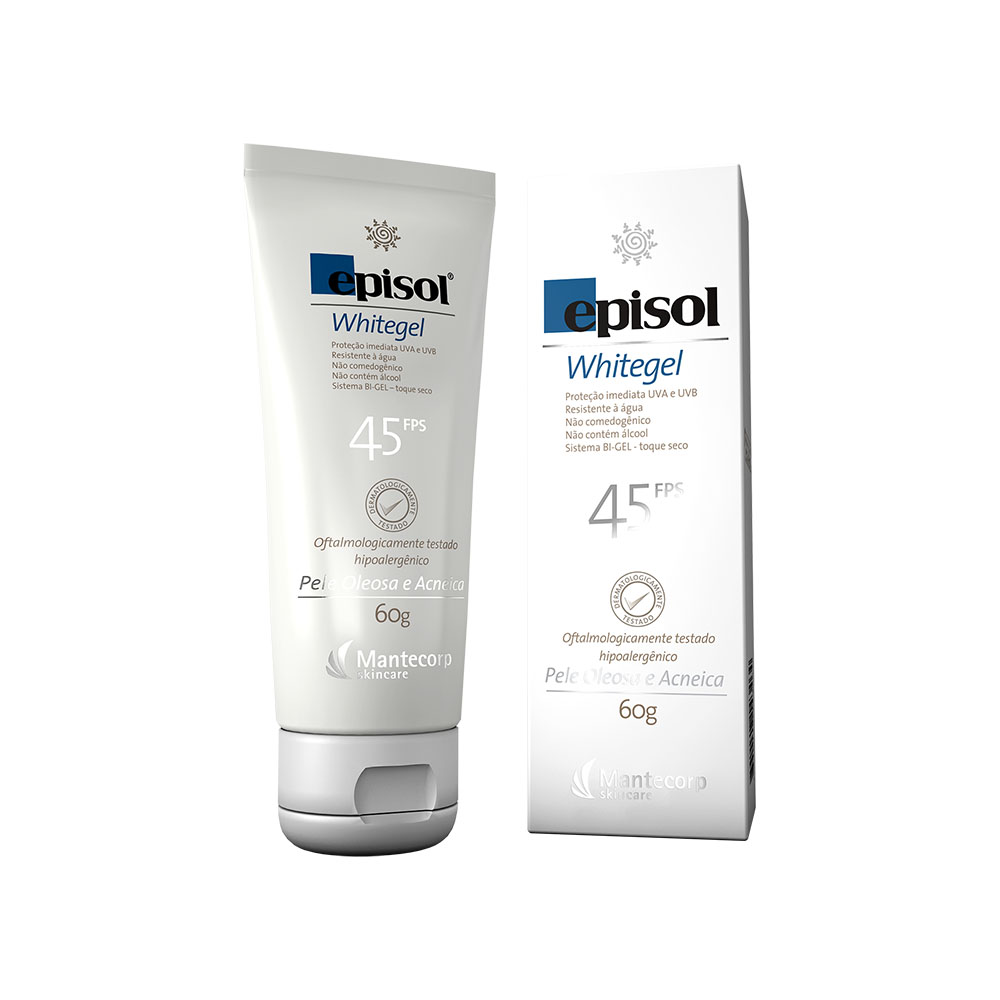 episol®
Whitegel
Proteção imediata UVA e UVB
Resistente à água
Não comedogênico
Não contém álcool
Sistema BI-GEL – toque seco
45 FPS
DERMATOLOGICAMENTE
TESTADO
Oftalmologicamente testado
hipoalergênico
Pele Oleosa e Acneica
60g
Mantecorp
skincare
episol
Whitegel
Proteção imediata UVA e UVB
Resistente à água
Não comedogênico
Não contém álcool
Sistema BI-GEL - toque seco
45 FPS
DERMATOLOGICAMENTE
TESTADO
Oftalmologicamente testado
hipoalergênico
Pele Oleosa e Acneica
60g
Mantecorp
skincare